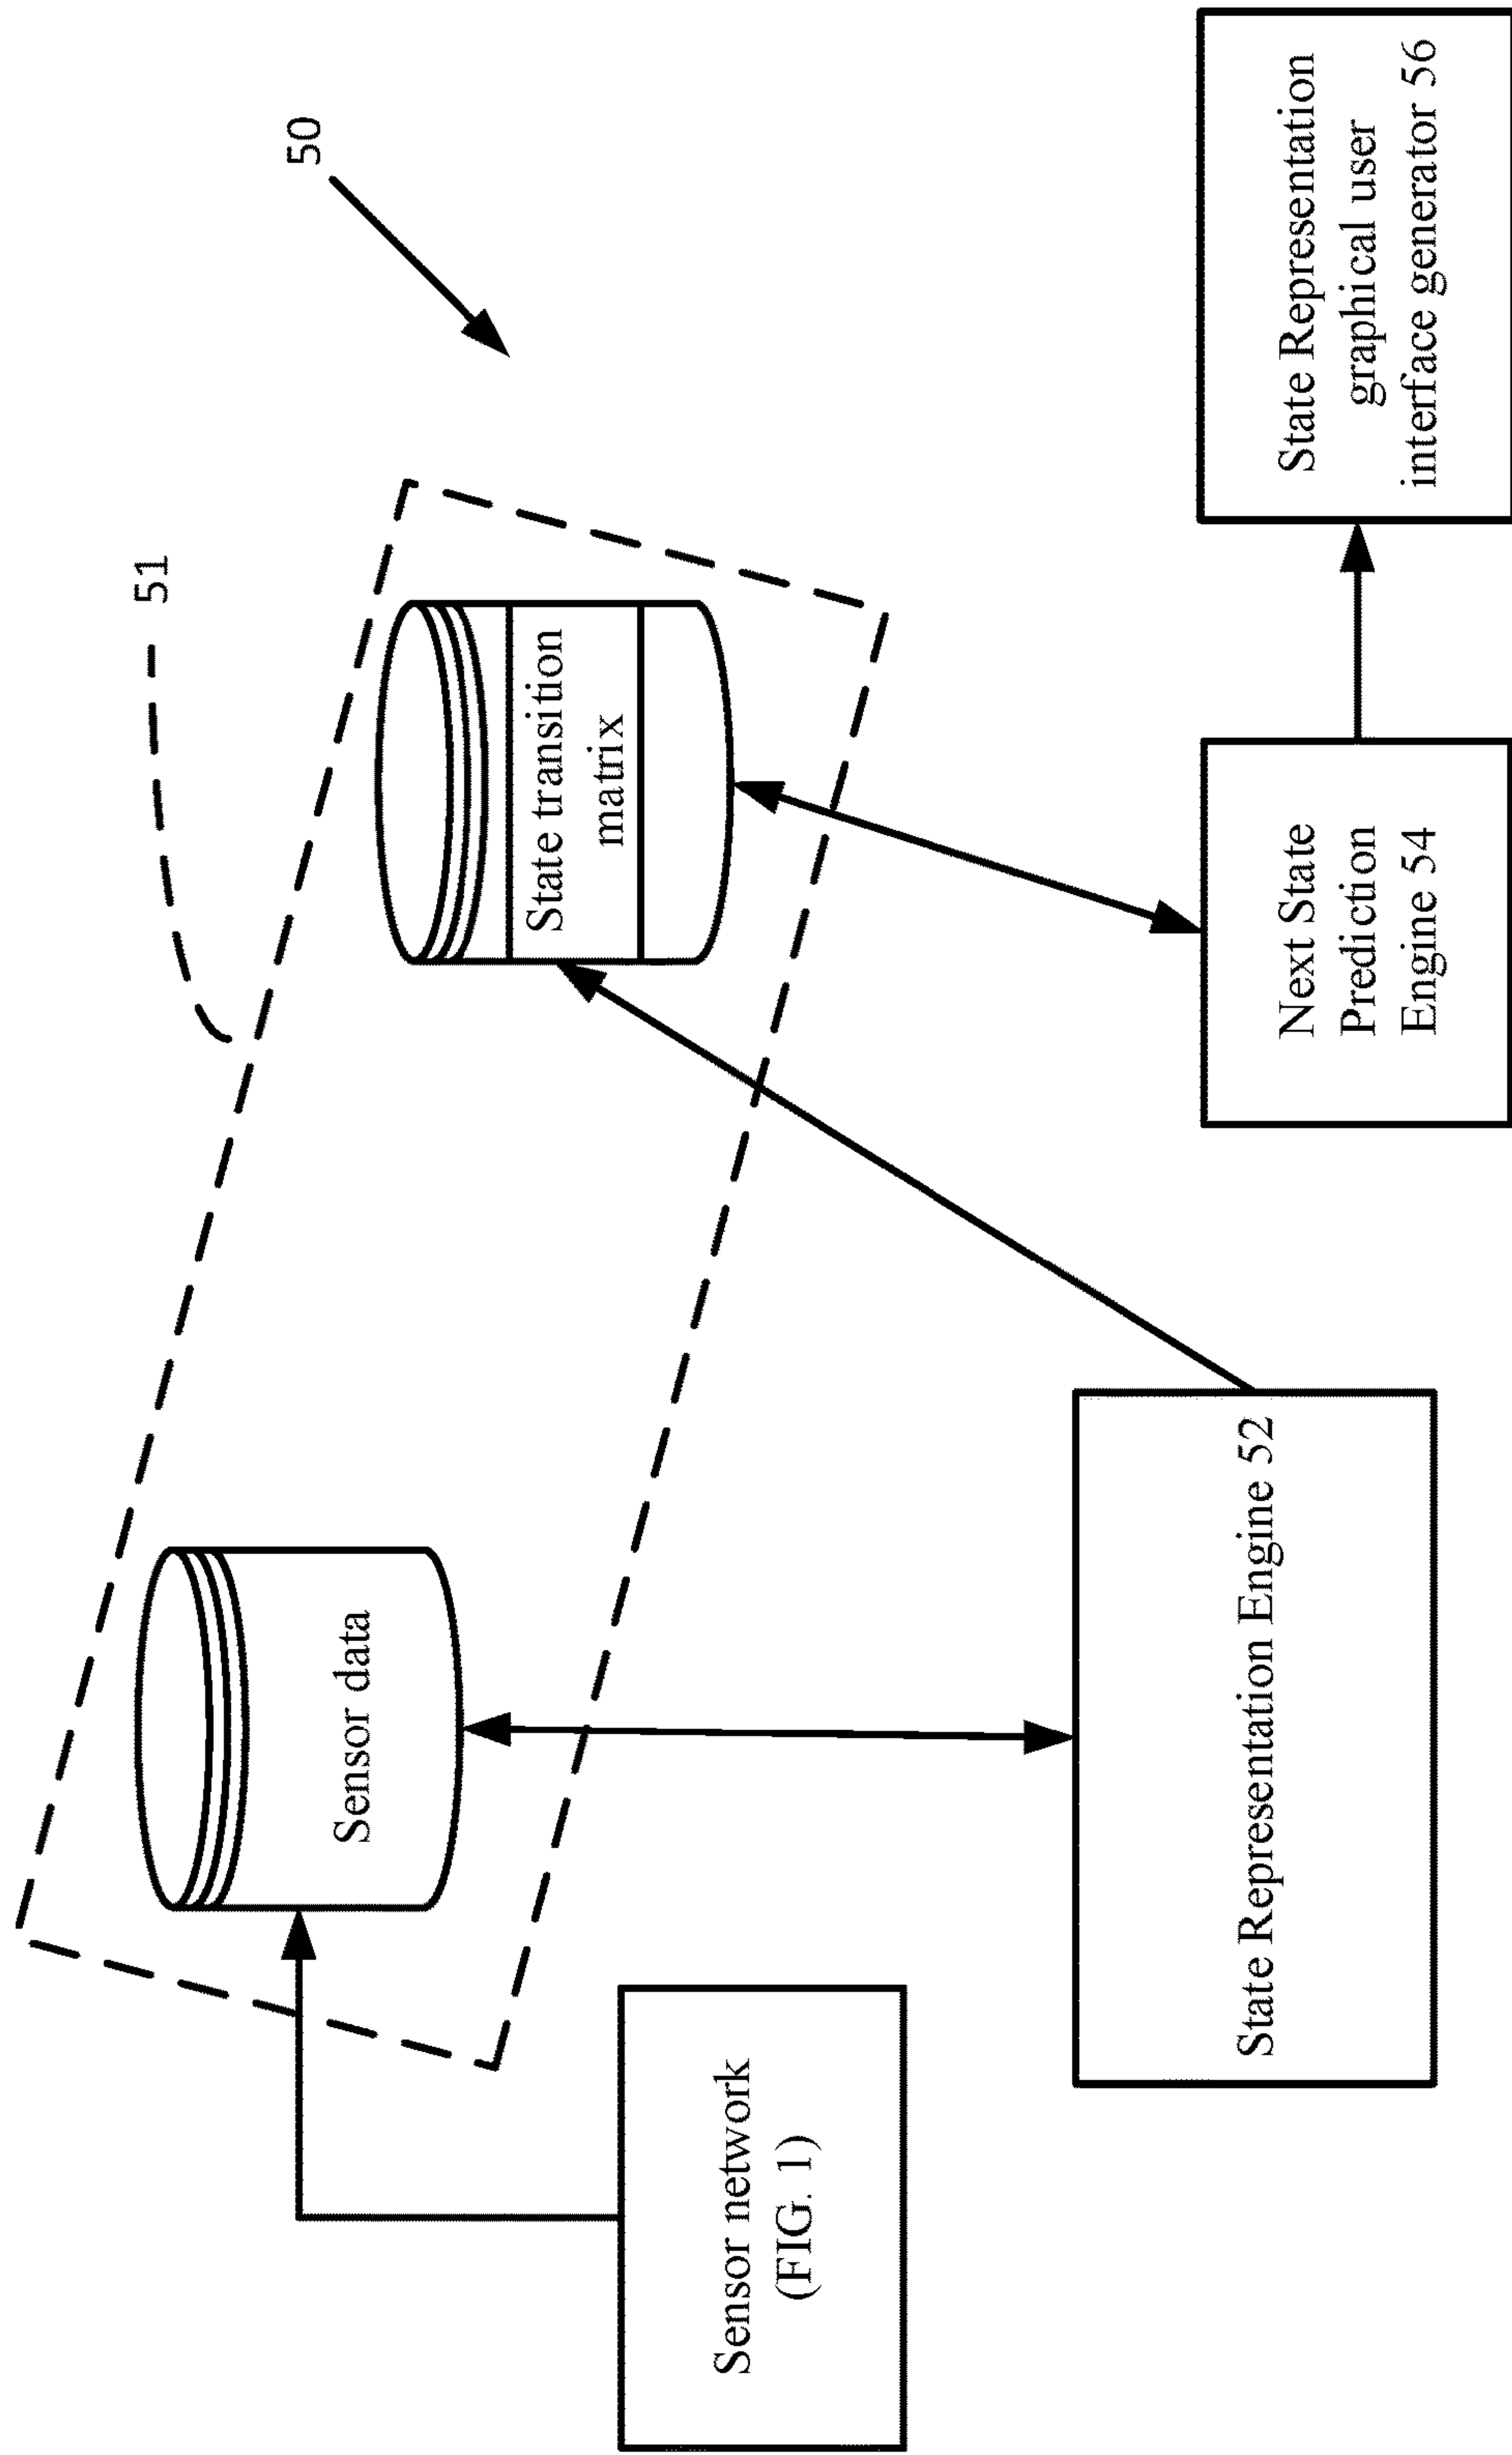 50
51
Sensor data
State transition
matrix
Sensor network
(FIG. 1)
State Representation Engine 52
Next State
Prediction
Engine 54
State Representation
graphical user
interface generator 56